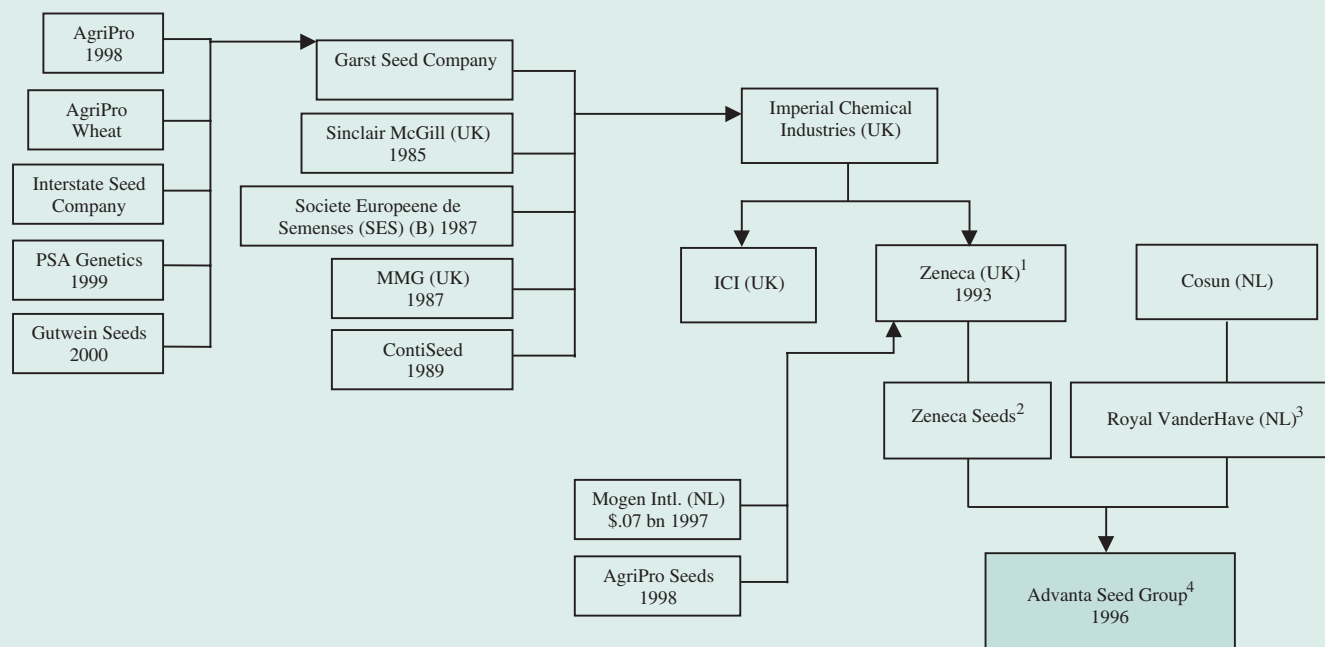 AgriPro
1998
AgriPro
Wheat
Interstate Seed
Company
PSA Genetics
1999
Gutwein Seeds
2000
Garst Seed Company
Sinclair McGill (UK)
1985
Societe Europeene de
Semenses (SES) (B) 1987
MMG (UK)
1987
ContiSeed
1989
Imperial Chemical
Industries (UK)
ICI (UK)
Zeneca (UK)1
1993
Cosun (NL)
Zeneca Seeds2
Royal VanderHave (NL)3
Mogen Intl. (NL)
$.07 bn 1997
AgriPro Seeds
1998
Advanta Seed Group4
1996